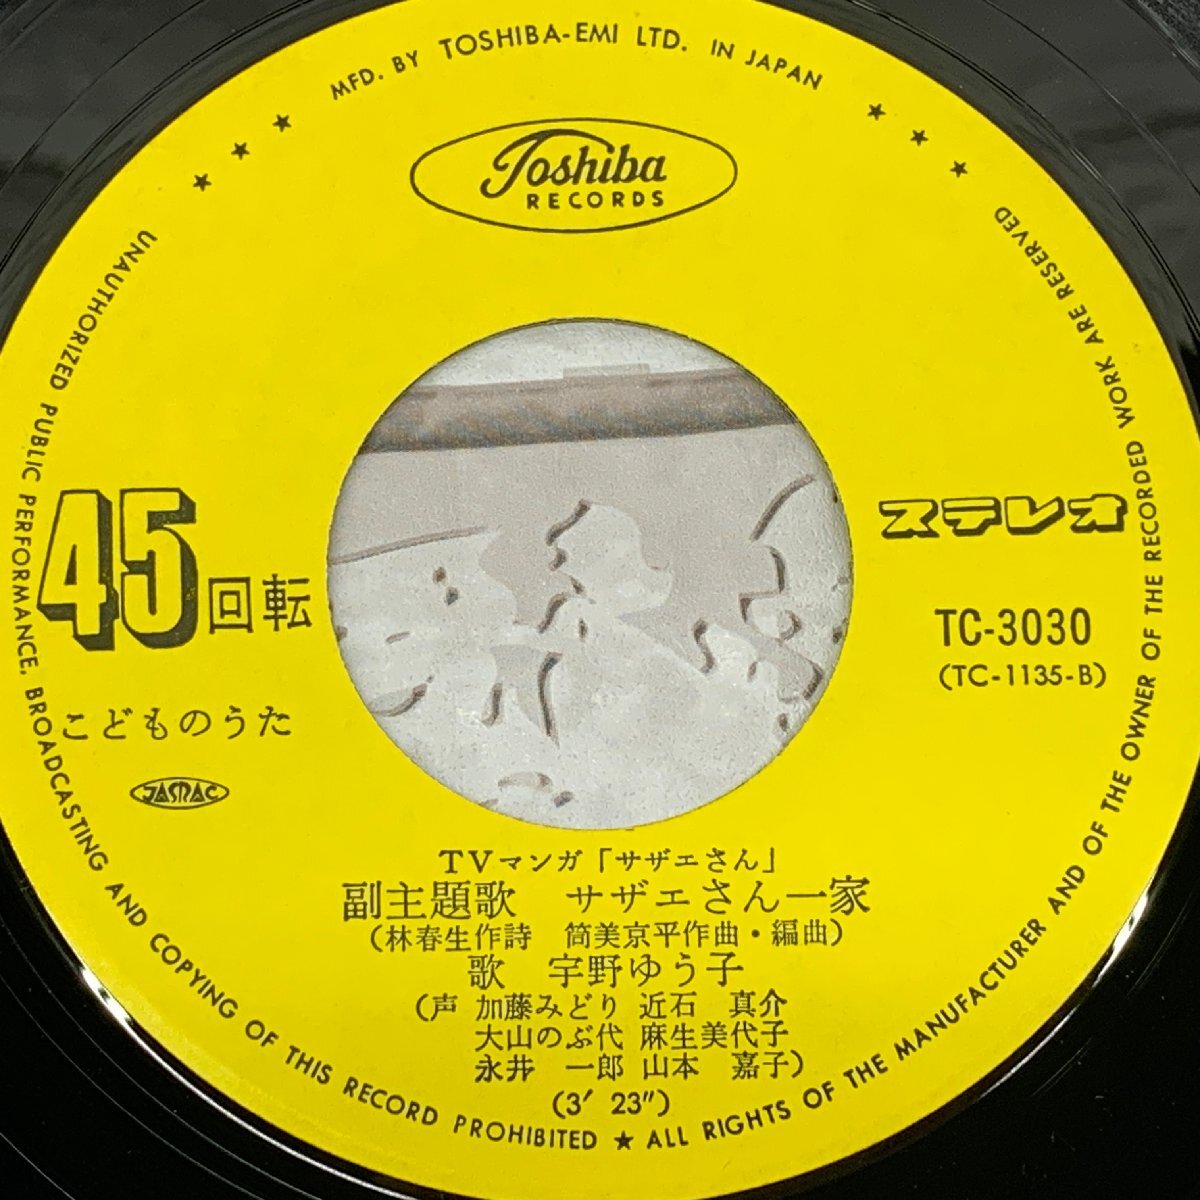 MFD. BY TOSHIBA-EMI LTD. IN JAPAN
Toshiba
RECORDS
45回転
ステレオ
TC-3030
(TC-1135-B)
こどものうた
JASRAC
TVマンガ「サザエさん」
副主題歌 サザエさん一家
(林春生作詩 筒美京平作曲・編曲)
歌 宇野ゆう子
(声 加藤みどり 近石 真介
大山のぶ代 麻生美代子
永井 一郎 山本 嘉子)
(3′ 23″)
UNAUTHORIZED PUBLIC PERFORMANCE, BROADCASTING AND COPYING OF THIS RECORD PROHIBITED ★ ALL RIGHTS OF THE MANUFACTURER AND OF THE OWNER OF THE RECORDED WORK ARE RESERVED